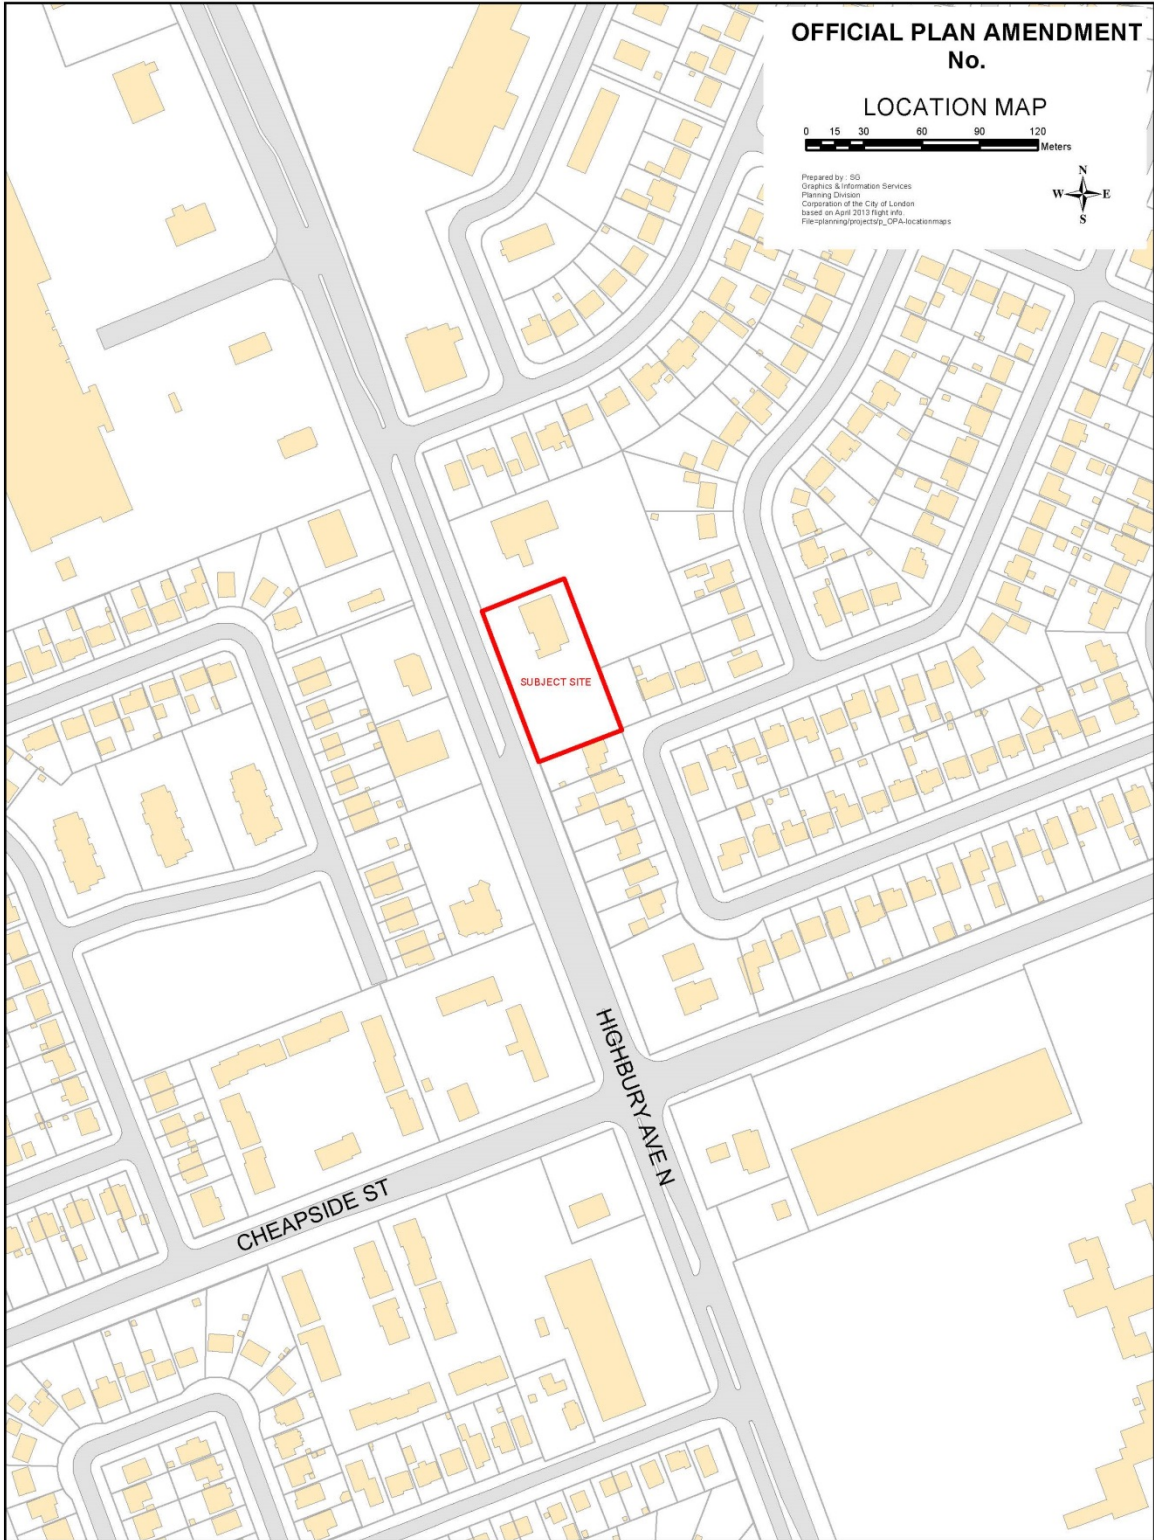 OFFICIAL PLAN AMENDMENT
No.
LOCATION MAP
0 15 30 60 90 120
Meters
Prepared by : SG
Graphics & Information Services
Planning Division
Corporation of the City of London
based on April 2013 flight info.
File=planning/projects/p_OPA-locationmaps
N
W E
S
SUBJECT SITE
HIGHBURY AVE N
CHEAPSIDE ST